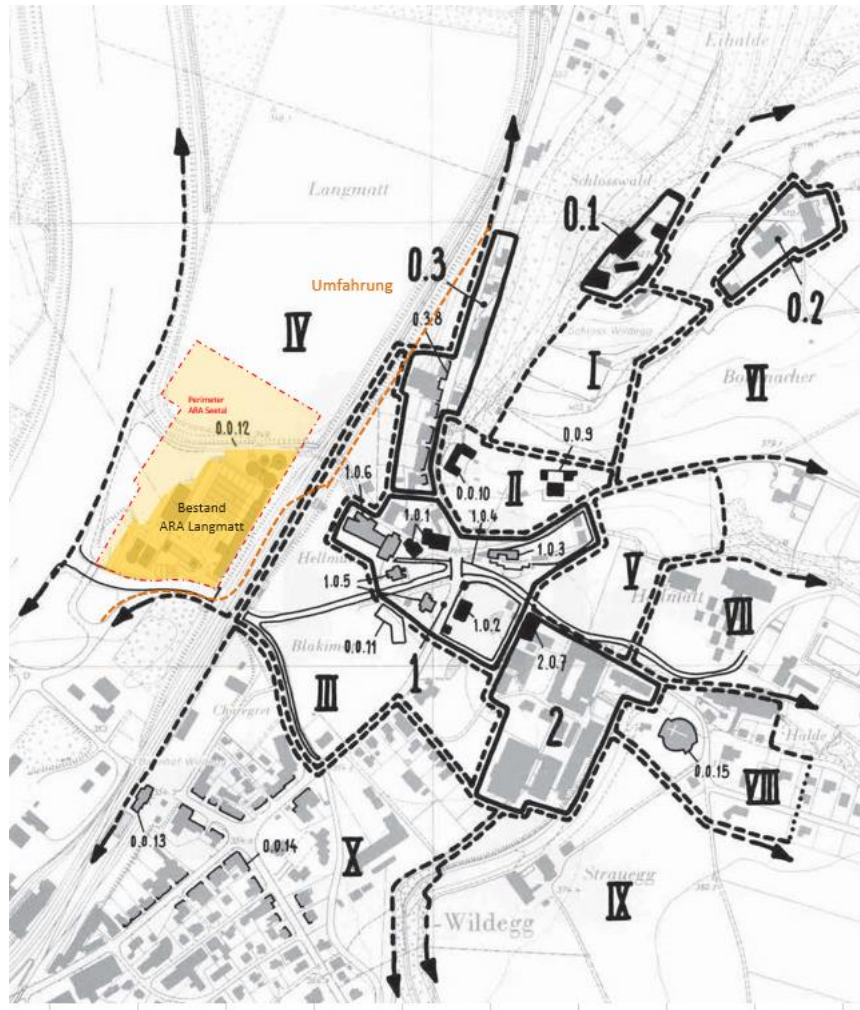 Eihalde
Langmatt
Schlosswald
0.1
0.2
0.3
Umfahrung
0.3.8
IV
Schloss Wildegg
I
VI
Perimeter
ARA Seetal
0.0.12
0.0.9
II
1.0.6
0.0.10
Bestand
ARA Langmatt
1.0.1
1.0.4
1.0.3
1.0.5
V
1.0.2
VII
0.0.11
2.0.7
III
1
2
Halde
0.0.15
VIII
0.0.13
0.0.14
X
Strauegg
IX
-Wildegg